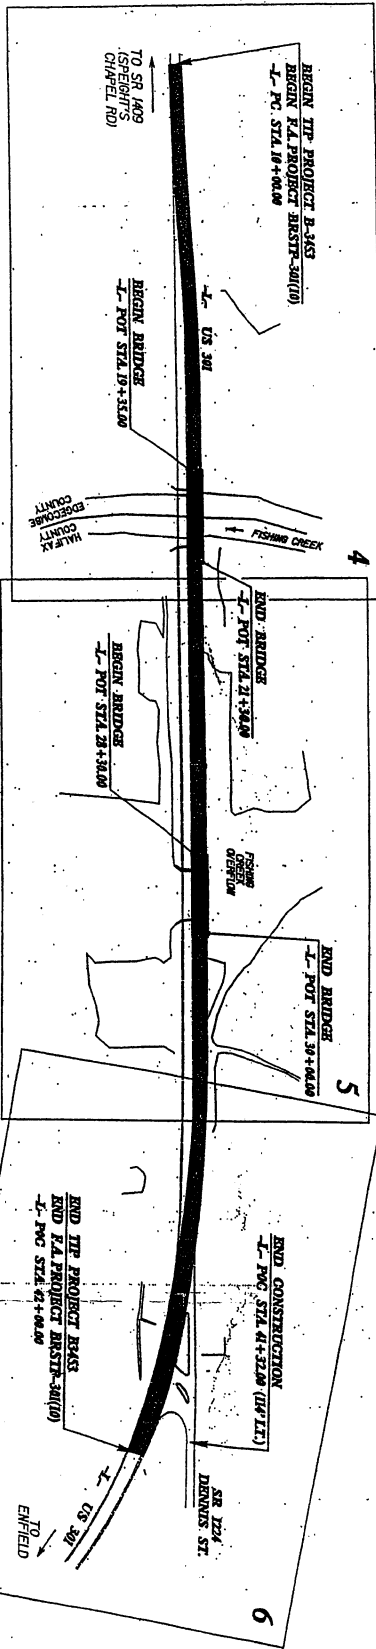 BEGIN TIP PROJECT B-3453
BEGIN F.A. PROJECT BRSTP-301(10)
-L- PC STA. 10+00.00
TO SR 1409
(SPEIGHT'S
CHAPEL RD)
-L- US 301
BEGIN BRIDGE
-L- POT STA. 19+35.00
EDGECOMBE
COUNTY
HALIFAX
COUNTY
FISHING CREEK
4
END BRIDGE
-L- POT STA. 21+30.00
BEGIN BRIDGE
-L- POT STA. 28+30.00
FISHING
CREEK
OVERFLOW
END BRIDGE
-L- POT STA. 30+04.00
5
END CONSTRUCTION
-L- POC STA. 41+32.00 (114' LT.)
END TIP PROJECT B3453
END F.A. PROJECT BRSTP-301(10)
-L- POC STA. 42+00.00
SR 1224
DENNIS ST.
-L- US 301
TO
ENFIELD
6